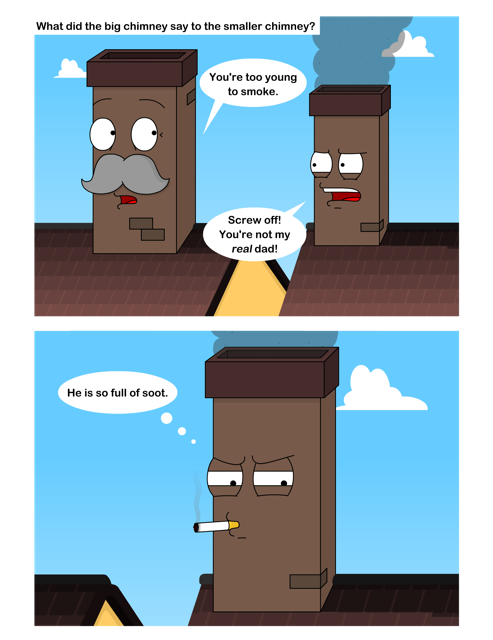 What did the big chimney say to the smaller chimney?
You're too young
to smoke.
Screw off!
You're not my
real dad!
He is so full of soot.